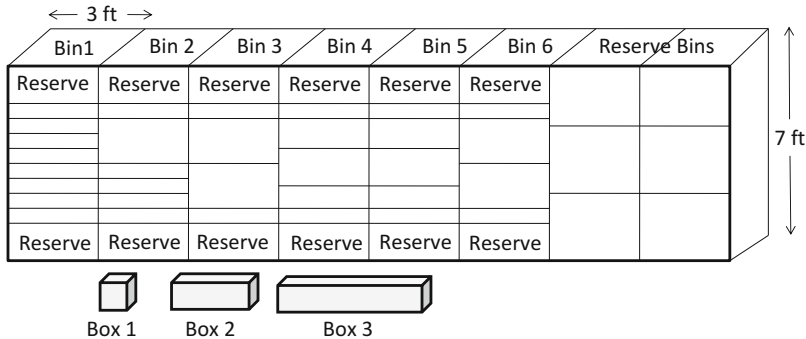 3 ft
Bin1 Bin 2 Bin 3 Bin 4 Bin 5 Bin 6 Reserve Bins
Reserve Reserve Reserve Reserve Reserve Reserve
7 ft
Reserve Reserve Reserve Reserve Reserve Reserve
Box 1 Box 2 Box 3